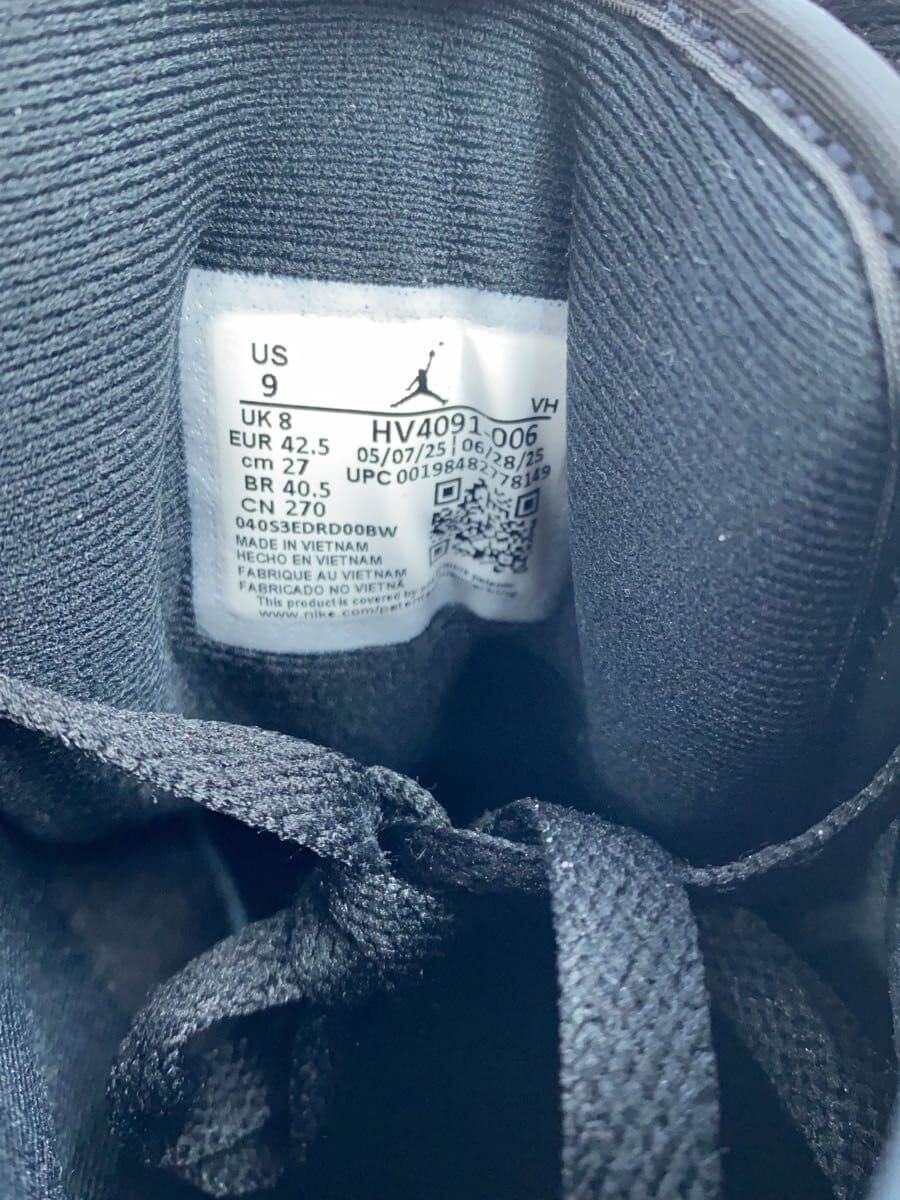 US
9
VH
UK 8
HV4091-006
EUR 42.5
05/07/25 | 06/28/25
cm 27
UPC 00198482778149
BR 40.5
CN 270
040S3EDRD00BW
MADE IN VIETNAM
HECHO EN VIETNAM
FABRIQUE AU VIETNAM
FABRICADO NO VIETNÃ
This product is covered by
www.nike.com/